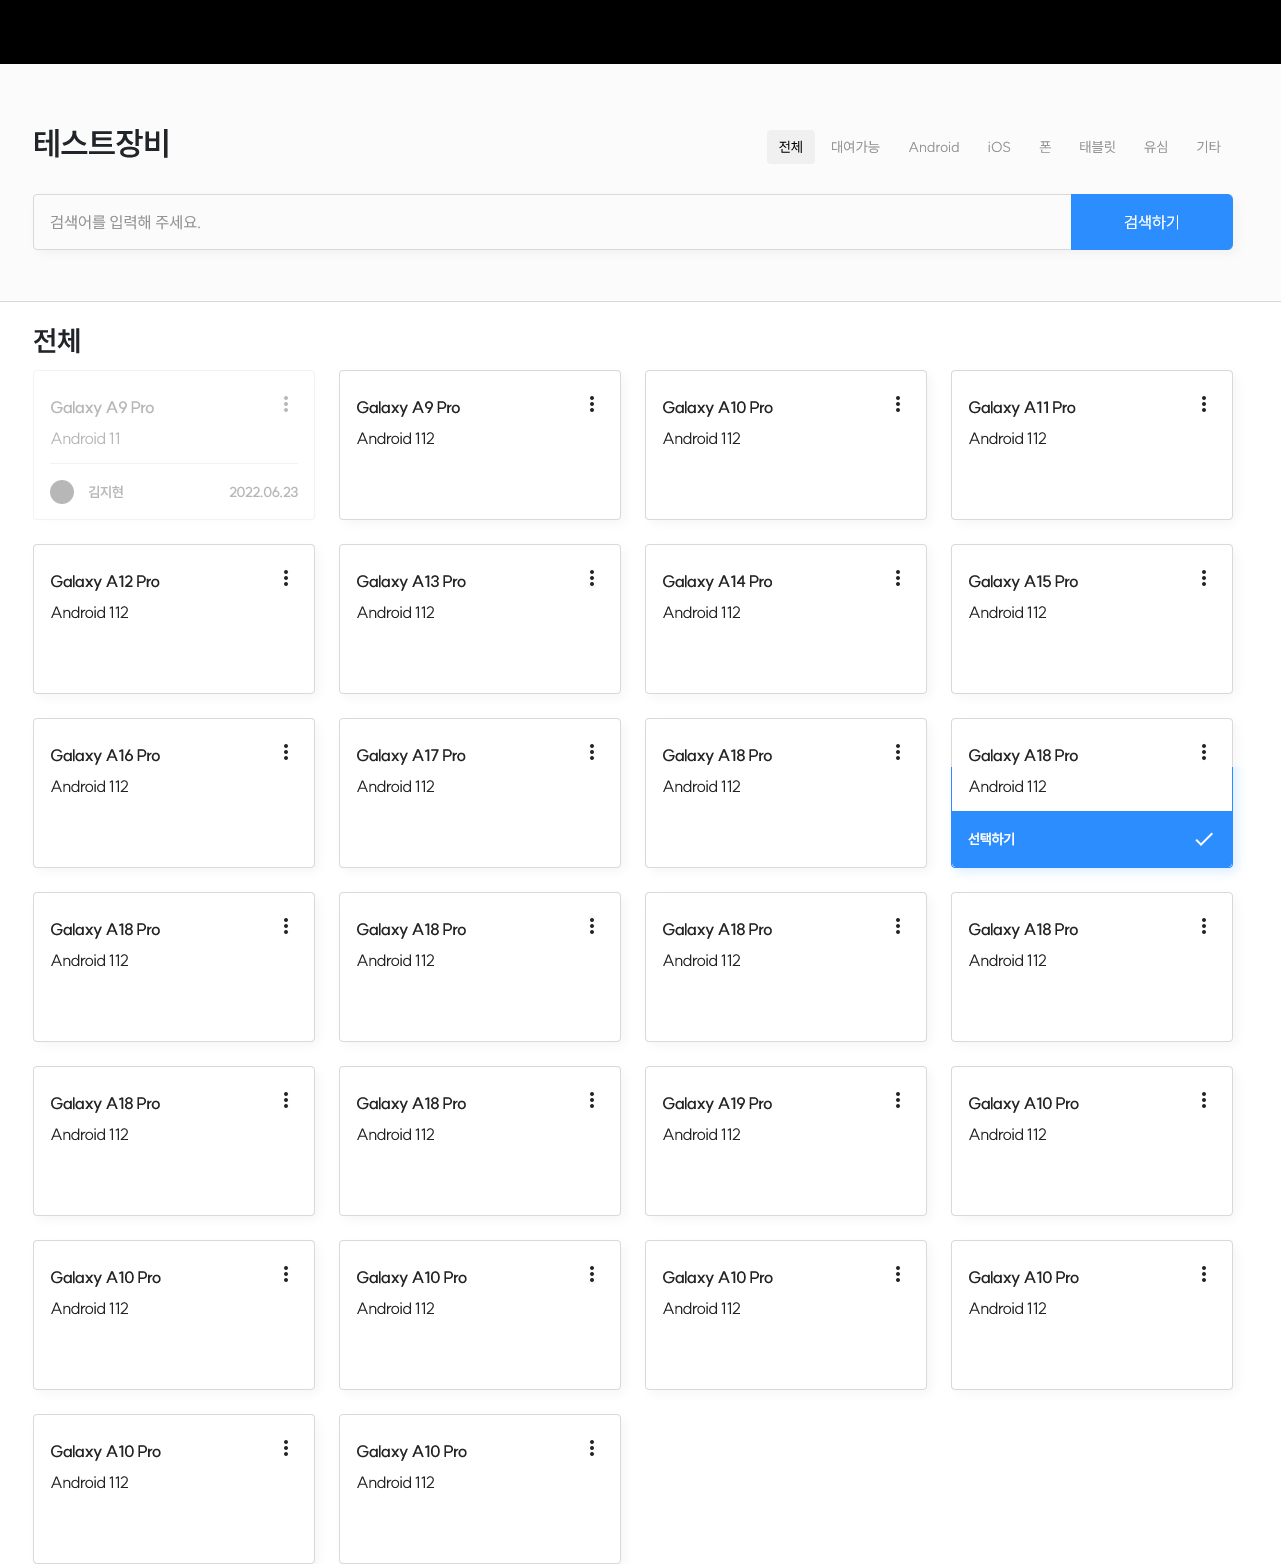 테스트장비
전체 대여가능 Android iOS 폰 태블릿 유심 기타
검색어를 입력해 주세요. 검색하기
전체
Galaxy A9 Pro
Android 11
김지현 2022.06.23
Galaxy A9 Pro
Android 112
Galaxy A10 Pro
Android 112
Galaxy A11 Pro
Android 112
Galaxy A12 Pro
Android 112
Galaxy A13 Pro
Android 112
Galaxy A14 Pro
Android 112
Galaxy A15 Pro
Android 112
Galaxy A16 Pro
Android 112
Galaxy A17 Pro
Android 112
Galaxy A18 Pro
Android 112
Galaxy A18 Pro
Android 112
선택하기
Galaxy A18 Pro
Android 112
Galaxy A18 Pro
Android 112
Galaxy A18 Pro
Android 112
Galaxy A18 Pro
Android 112
Galaxy A18 Pro
Android 112
Galaxy A18 Pro
Android 112
Galaxy A19 Pro
Android 112
Galaxy A10 Pro
Android 112
Galaxy A10 Pro
Android 112
Galaxy A10 Pro
Android 112
Galaxy A10 Pro
Android 112
Galaxy A10 Pro
Android 112
Galaxy A10 Pro
Android 112
Galaxy A10 Pro
Android 112